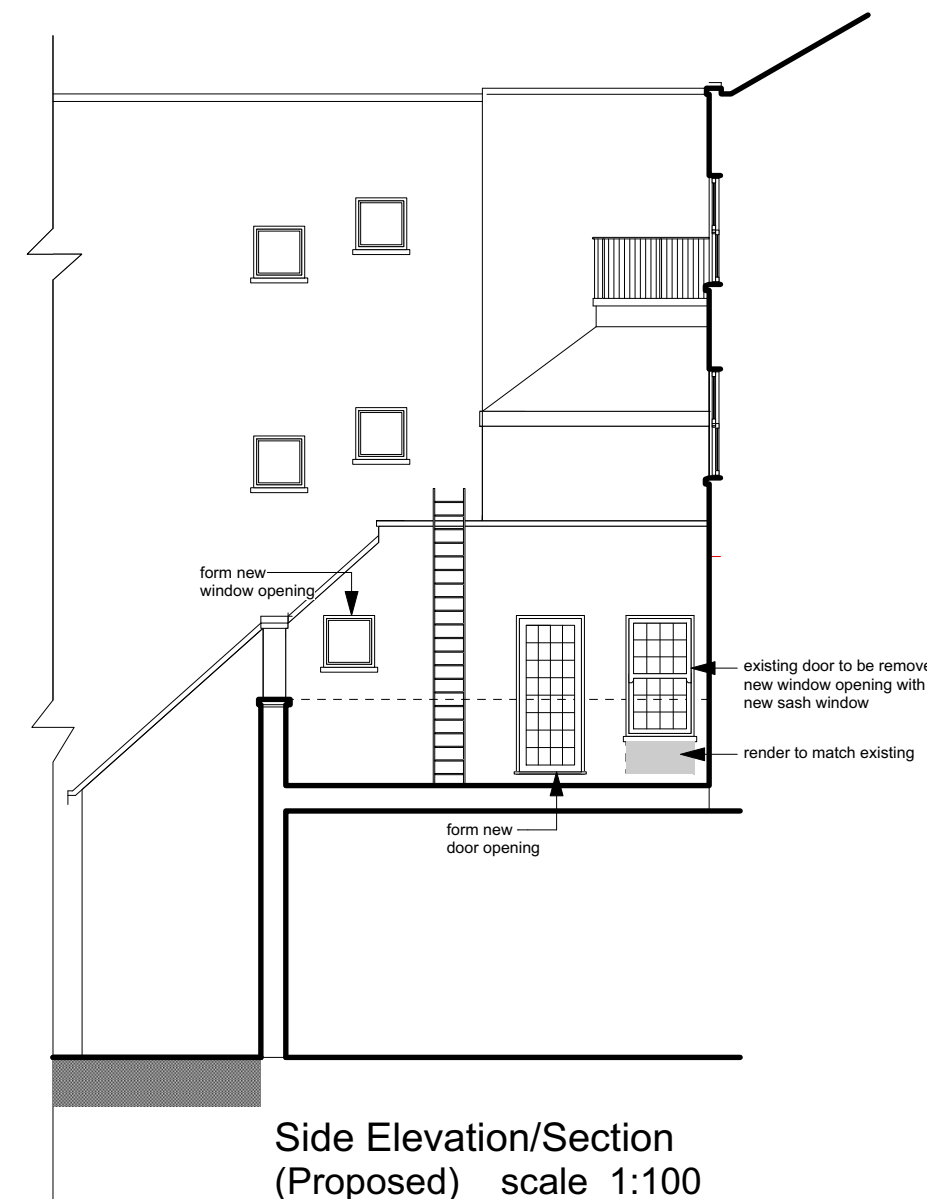 form new
window opening
existing door to be remove
new window opening with
new sash window
render to match existing
form new
door opening
Side Elevation/Section
(Proposed) scale 1:100